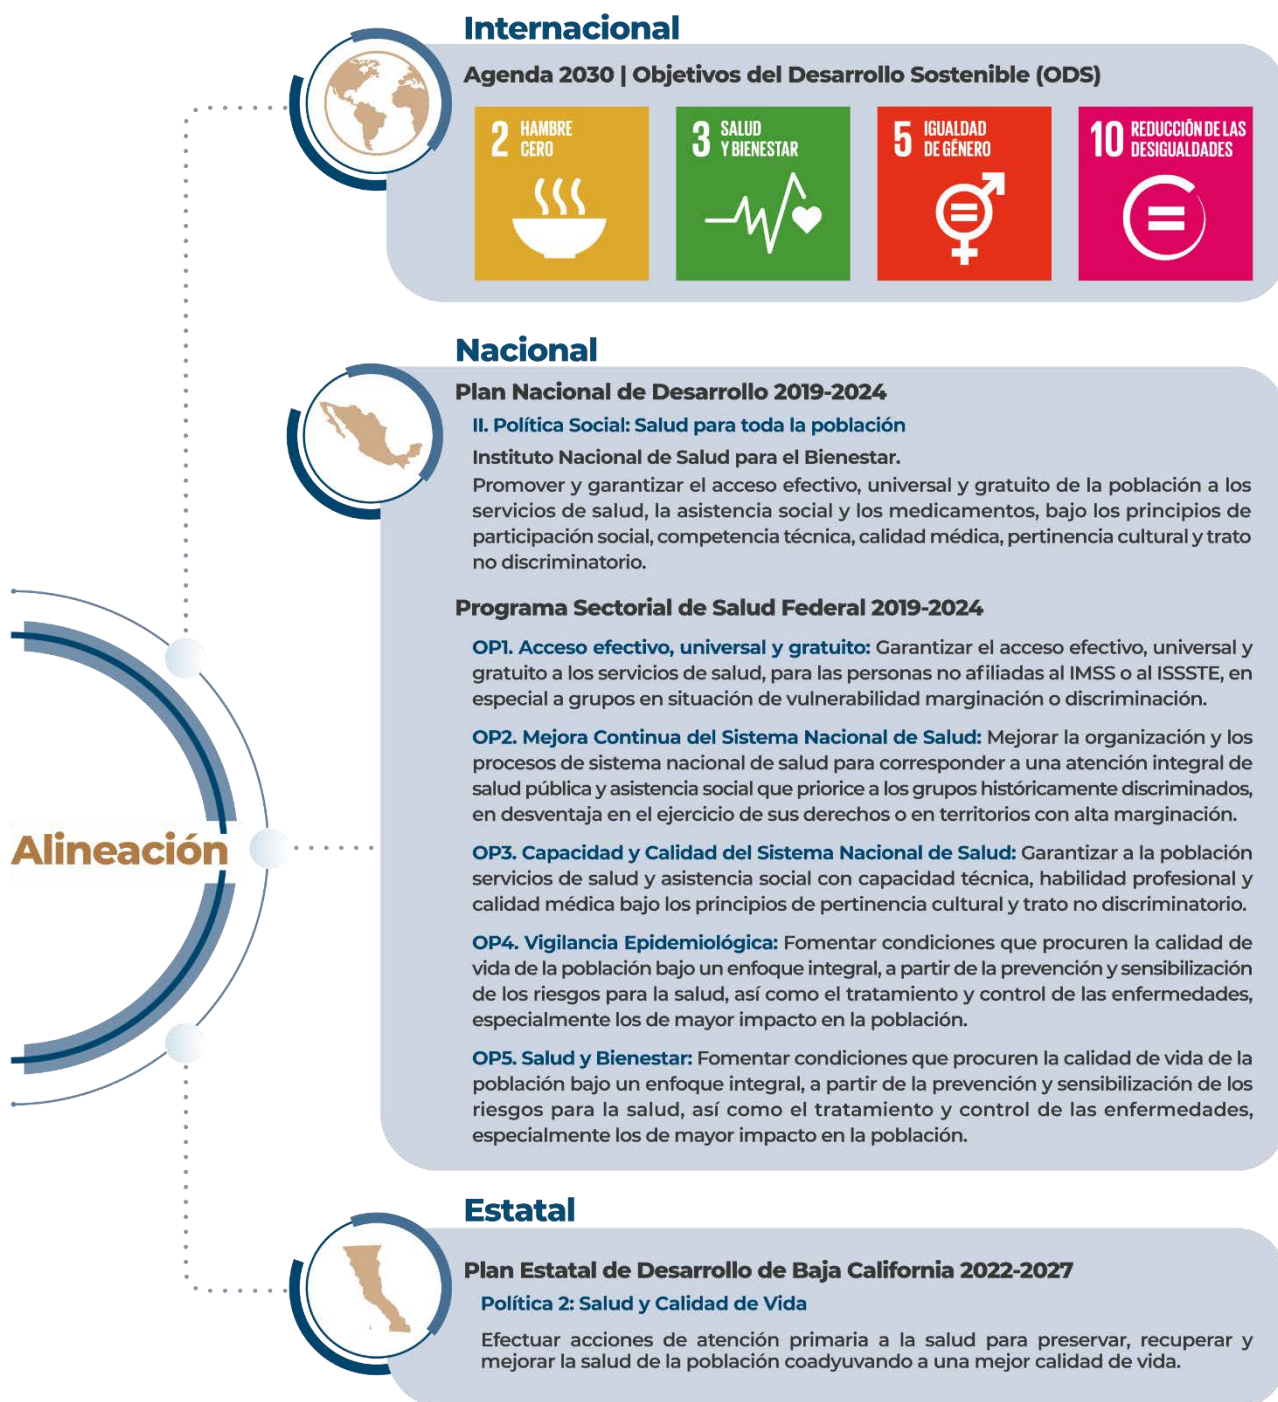 Internacional
Agenda 2030 | Objetivos del Desarrollo Sostenible (ODS)
2 HAMBRE
CERO
3 SALUD
Y BIENESTAR
5 IGUALDAD
DE GÉNERO
10 REDUCCIÓN DE LAS
DESIGUALDADES
Nacional
Plan Nacional de Desarrollo 2019-2024
II. Política Social: Salud para toda la población
Instituto Nacional de Salud para el Bienestar.
Promover y garantizar el acceso efectivo, universal y gratuito de la población a los
servicios de salud, la asistencia social y los medicamentos, bajo los principios de
participación social, competencia técnica, calidad médica, pertinencia cultural y trato
no discriminatorio.
Programa Sectorial de Salud Federal 2019-2024
OP1. Acceso efectivo, universal y gratuito: Garantizar el acceso efectivo, universal y
gratuito a los servicios de salud, para las personas no afiliadas al IMSS o al ISSSTE, en
especial a grupos en situación de vulnerabilidad marginación o discriminación.
OP2. Mejora Continua del Sistema Nacional de Salud: Mejorar la organización y los
procesos de sistema nacional de salud para corresponder a una atención integral de
salud pública y asistencia social que priorice a los grupos históricamente discriminados,
en desventaja en el ejercicio de sus derechos o en territorios con alta marginación.
Alineación
OP3. Capacidad y Calidad del Sistema Nacional de Salud: Garantizar a la población
servicios de salud y asistencia social con capacidad técnica, habilidad profesional y
calidad médica bajo los principios de pertinencia cultural y trato no discriminatorio.
OP4. Vigilancia Epidemiológica: Fomentar condiciones que procuren la calidad de
vida de la población bajo un enfoque integral, a partir de la prevención y sensibilización
de los riesgos para la salud, así como el tratamiento y control de las enfermedades,
especialmente los de mayor impacto en la población.
OP5. Salud y Bienestar: Fomentar condiciones que procuren la calidad de vida de la
población bajo un enfoque integral, a partir de la prevención y sensibilización de los
riesgos para la salud, así como el tratamiento y control de las enfermedades,
especialmente los de mayor impacto en la población.
Estatal
Plan Estatal de Desarrollo de Baja California 2022-2027
Política 2: Salud y Calidad de Vida
Efectuar acciones de atención primaria a la salud para preservar, recuperar y
mejorar la salud de la población coadyuvando a una mejor calidad de vida.